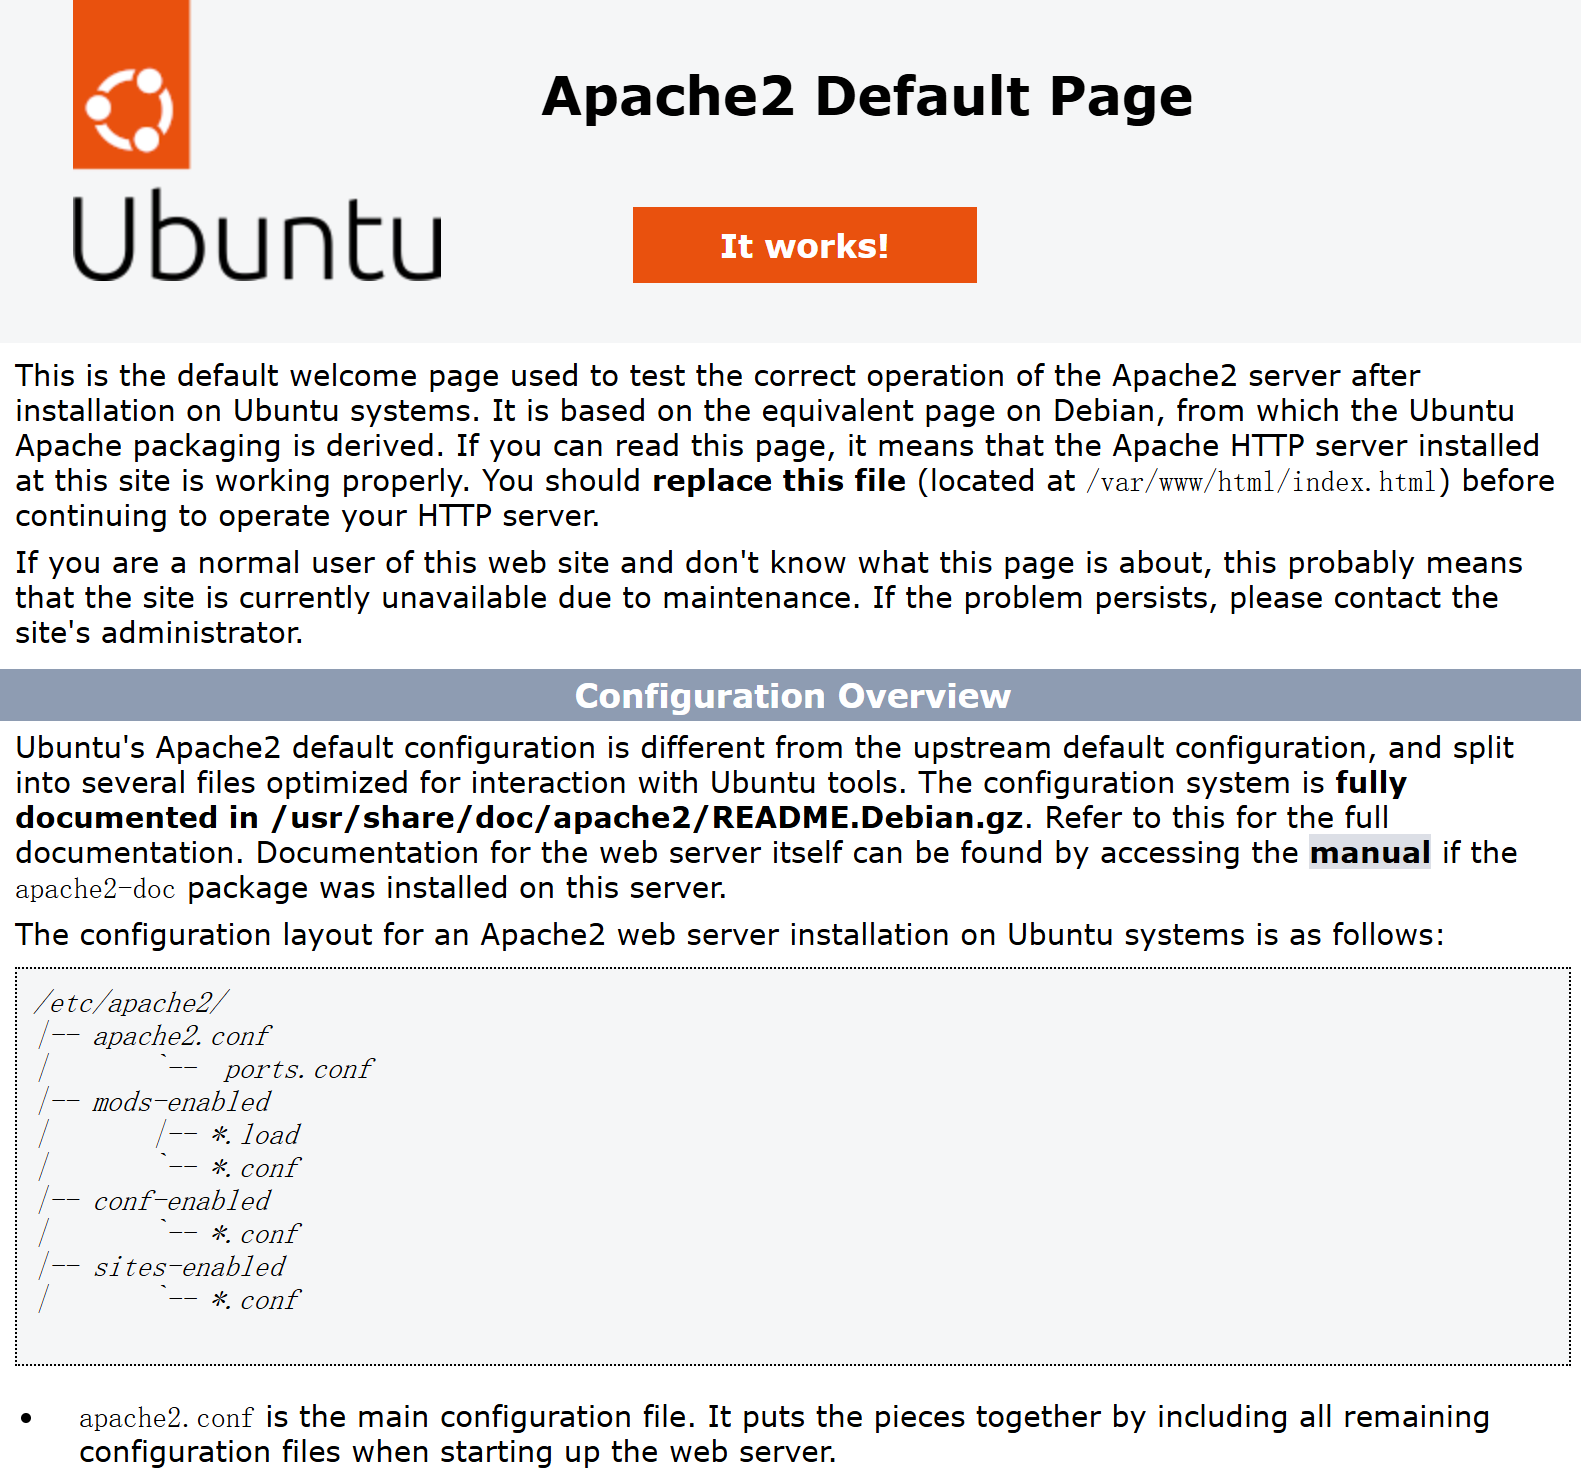 Apache2 Default Page
Ubuntu
It works!
This is the default welcome page used to test the correct operation of the Apache2 server after
installation on Ubuntu systems. It is based on the equivalent page on Debian, from which the Ubuntu
Apache packaging is derived. If you can read this page, it means that the Apache HTTP server installed
at this site is working properly. You should replace this file (located at /var/www/html/index.html) before
continuing to operate your HTTP server.
If you are a normal user of this web site and don't know what this page is about, this probably means
that the site is currently unavailable due to maintenance. If the problem persists, please contact the
site's administrator.
Configuration Overview
Ubuntu's Apache2 default configuration is different from the upstream default configuration, and split
into several files optimized for interaction with Ubuntu tools. The configuration system is fully
documented in /usr/share/doc/apache2/README.Debian.gz. Refer to this for the full
documentation. Documentation for the web server itself can be found by accessing the manual if the
apache2-doc package was installed on this server.
The configuration layout for an Apache2 web server installation on Ubuntu systems is as follows:
/etc/apache2/
|-- apache2.conf
|       `--  ports.conf
|-- mods-enabled
|       |-- *.load
|       `-- *.conf
|-- conf-enabled
|       `-- *.conf
|-- sites-enabled
|       `-- *.conf
• apache2.conf is the main configuration file. It puts the pieces together by including all remaining
configuration files when starting up the web server.